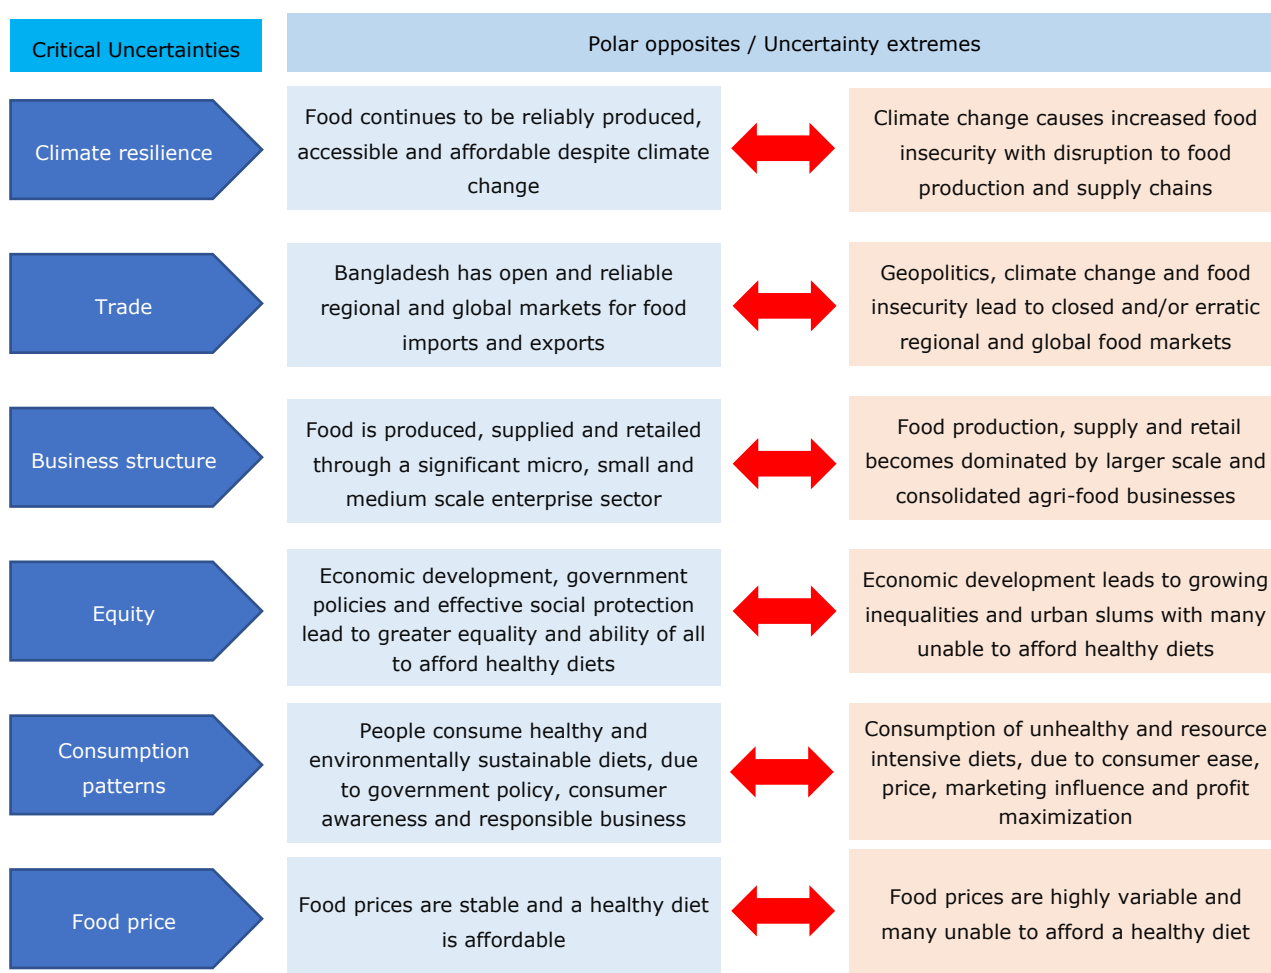 Critical Uncertainties
Polar opposites / Uncertainty extremes
Climate resilience
Food continues to be reliably produced,
accessible and affordable despite climate
change
Climate change causes increased food
insecurity with disruption to food
production and supply chains
Trade
Bangladesh has open and reliable
regional and global markets for food
imports and exports
Geopolitics, climate change and food
insecurity lead to closed and/or erratic
regional and global food markets
Business structure
Food is produced, supplied and retailed
through a significant micro, small and
medium scale enterprise sector
Food production, supply and retail
becomes dominated by larger scale and
consolidated agri-food businesses
Equity
Economic development, government
policies and effective social protection
lead to greater equality and ability of all
to afford healthy diets
Economic development leads to growing
inequalities and urban slums with many
unable to afford healthy diets
Consumption
patterns
People consume healthy and
environmentally sustainable diets, due
to government policy, consumer
awareness and responsible business
Consumption of unhealthy and resource
intensive diets, due to consumer ease,
price, marketing influence and profit
maximization
Food price
Food prices are stable and a healthy diet
is affordable
Food prices are highly variable and
many unable to afford a healthy diet